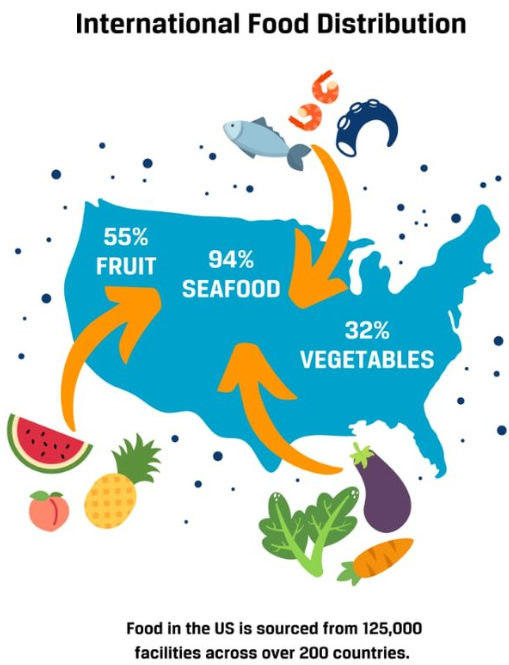 International Food Distribution
55%
FRUIT
94%
SEAFOOD
32%
VEGETABLES
Food in the US is sourced from 125,000
facilities across over 200 countries.